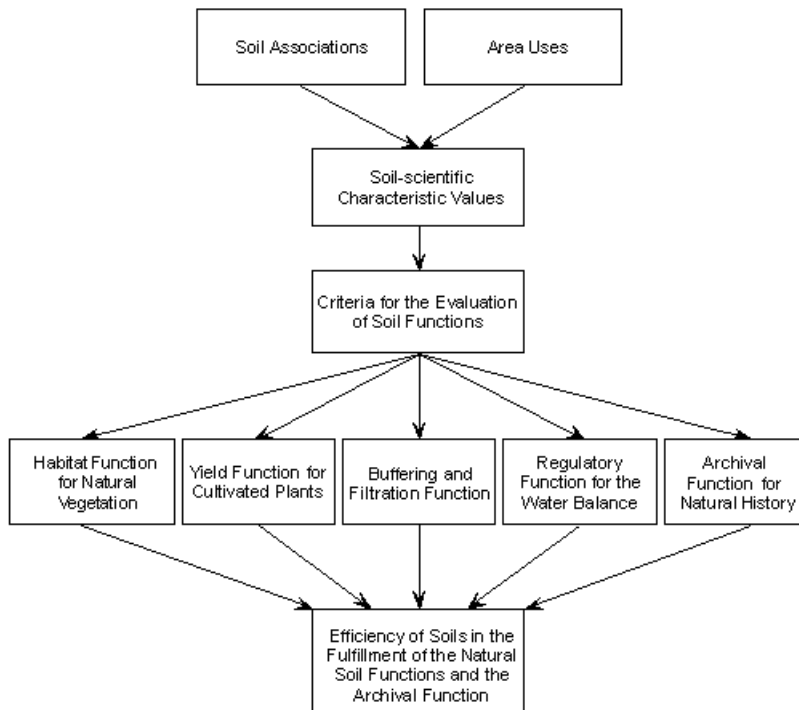 Soil Associations
Area Uses
Soil-scientific
Characteristic Values
Criteria for the Evaluation
of Soil Functions
Habitat Function
for Natural
Vegetation
Yield Function for
Cultivated Plants
Buffering and
Filtration Function
Regulatory
Function for the
Water Balance
Archival
Function for
Natural History
Efficiency of Soils in the
Fulfillment of the Natural
Soil Functions and the
Archival Function